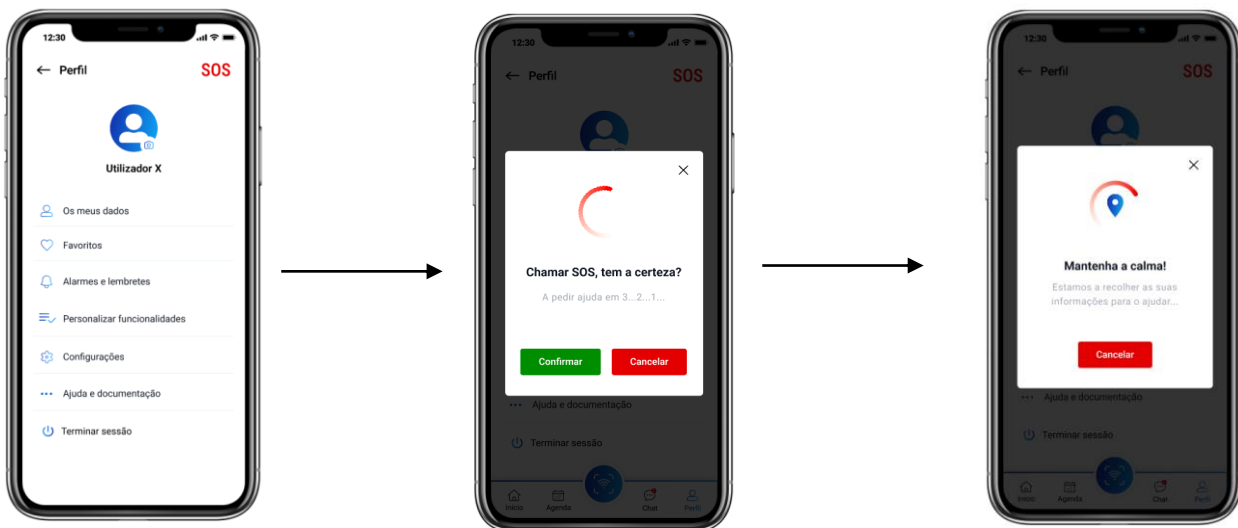 12:30
← Perfil SOS
Utilizador X
Os meus dados
Favoritos
Alarmes e lembretes
Personalizar funcionalidades
Configurações
Ajuda e documentação
Terminar sessão
12:30
← Perfil SOS
Chamar SOS, tem a certeza?
A pedir ajuda em 3...2...1...
Confirmar Cancelar
Ajuda e documentação
Terminar sessão
Início Agenda Chat Perfil
12:30
← Perfil SOS
Mantenha a calma!
Estamos a recolher as suas
informações para o ajudar...
Cancelar
Ajuda e documentação
Terminar sessão
Início Agenda Chat Perfil